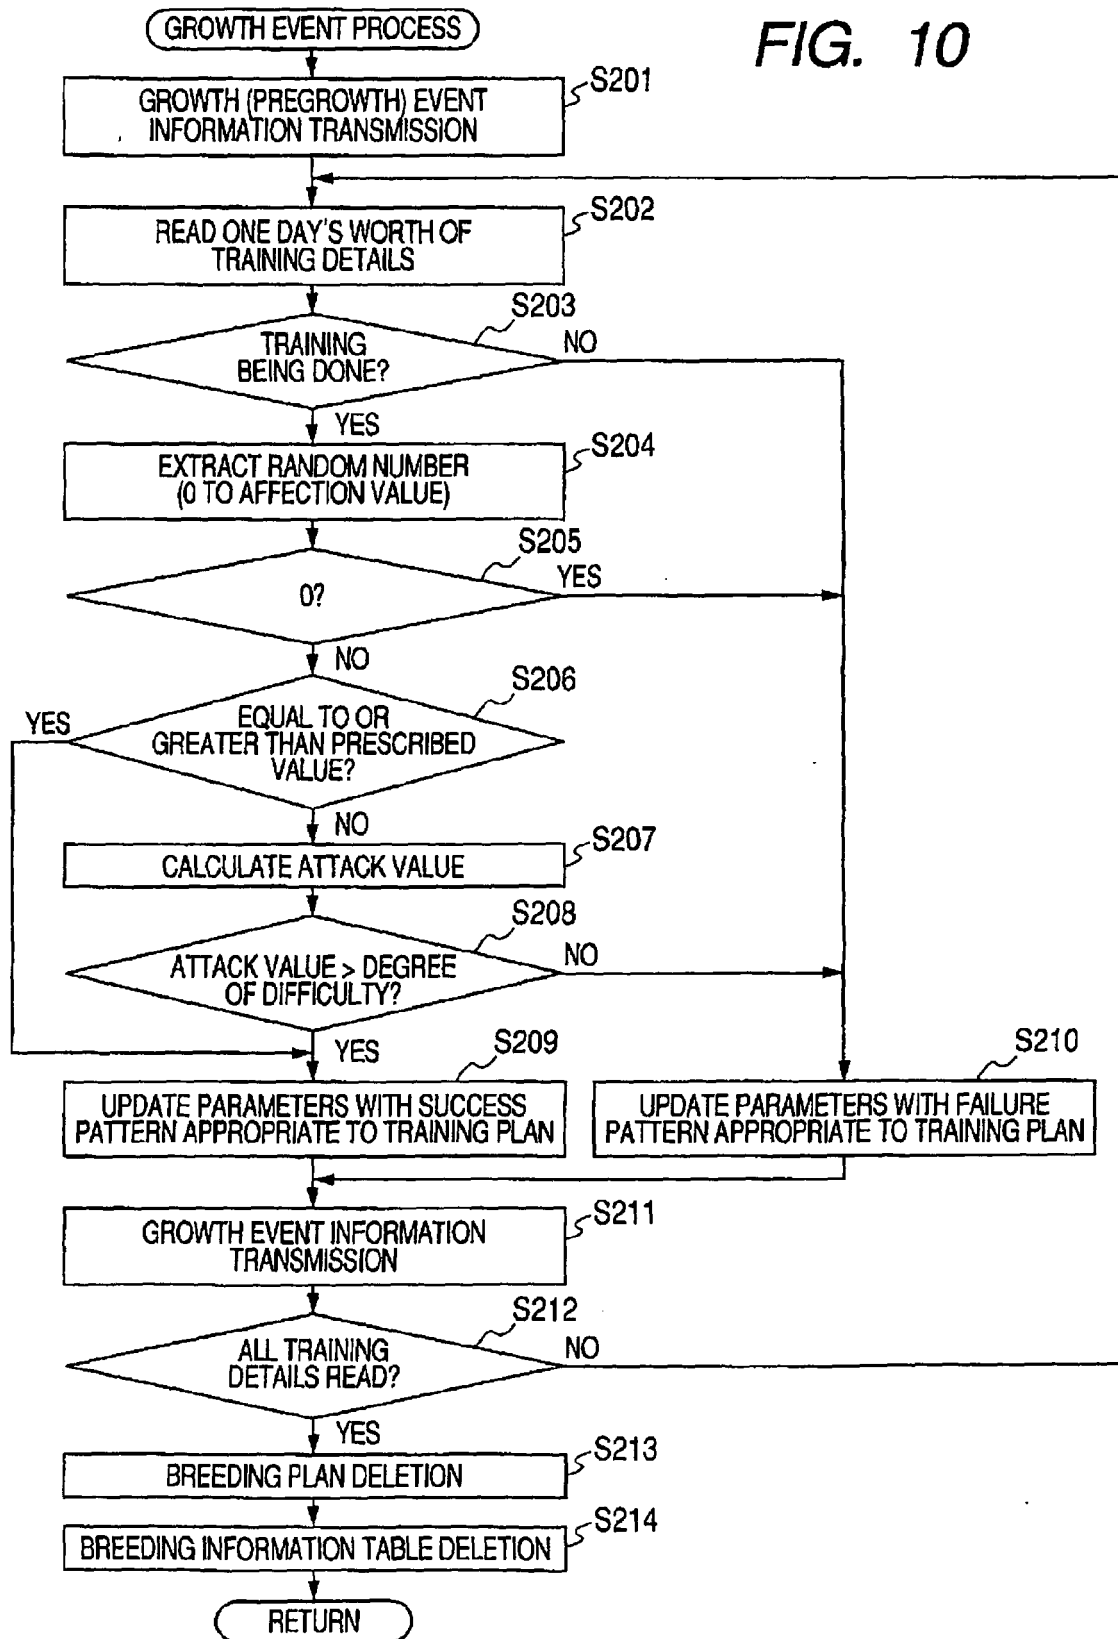 GROWTH EVENT PROCESS
FIG. 10
S201
GROWTH (PREGROWTH) EVENT
INFORMATION TRANSMISSION
S202
READ ONE DAY'S WORTH OF
TRAINING DETAILS
S203
TRAINING
BEING DONE?
NO
YES
S204
EXTRACT RANDOM NUMBER
(0 TO AFFECTION VALUE)
S205
0?
YES
NO
S206
EQUAL TO OR
GREATER THAN PRESCRIBED
VALUE?
YES
NO
S207
CALCULATE ATTACK VALUE
S208
ATTACK VALUE > DEGREE
OF DIFFICULTY?
NO
YES
S209
UPDATE PARAMETERS WITH SUCCESS
PATTERN APPROPRIATE TO TRAINING PLAN
S210
UPDATE PARAMETERS WITH FAILURE
PATTERN APPROPRIATE TO TRAINING PLAN
S211
GROWTH EVENT INFORMATION
TRANSMISSION
S212
ALL TRAINING
DETAILS READ?
NO
YES
S213
BREEDING PLAN DELETION
S214
BREEDING INFORMATION TABLE DELETION
RETURN